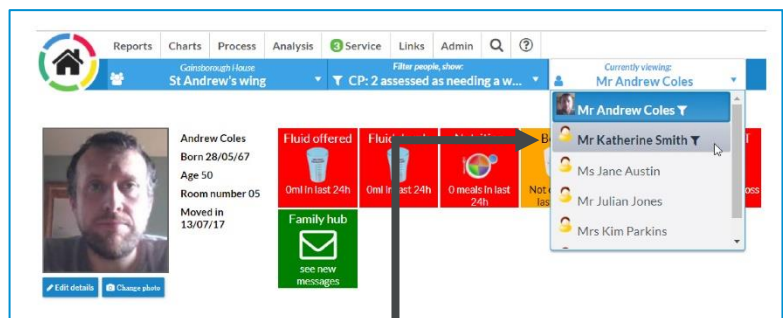 Reports Charts Process Analysis 3 Service Links Admin
Gainsborough House
St Andrew's wing
Filter people, show:
CP: 2 assessed as needing a w...
Currently viewing:
Mr Andrew Coles
Mr Andrew Coles
Mr Katherine Smith
Ms Jane Austin
Mr Julian Jones
Mrs Kim Parkins
Andrew Coles
Born 28/05/67
Age 50
Room number 05
Moved in
13/07/17
Edit details
Change photo
Fluid offered
0ml in last 24h
0ml in last 24h
0 meals in last
24h
Family hub
see new
messages